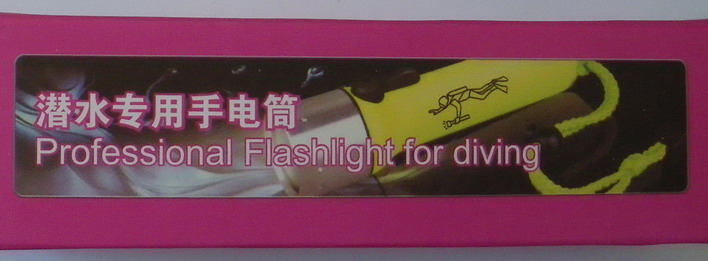 潜水专用手电筒
Professional Flashlight for diving